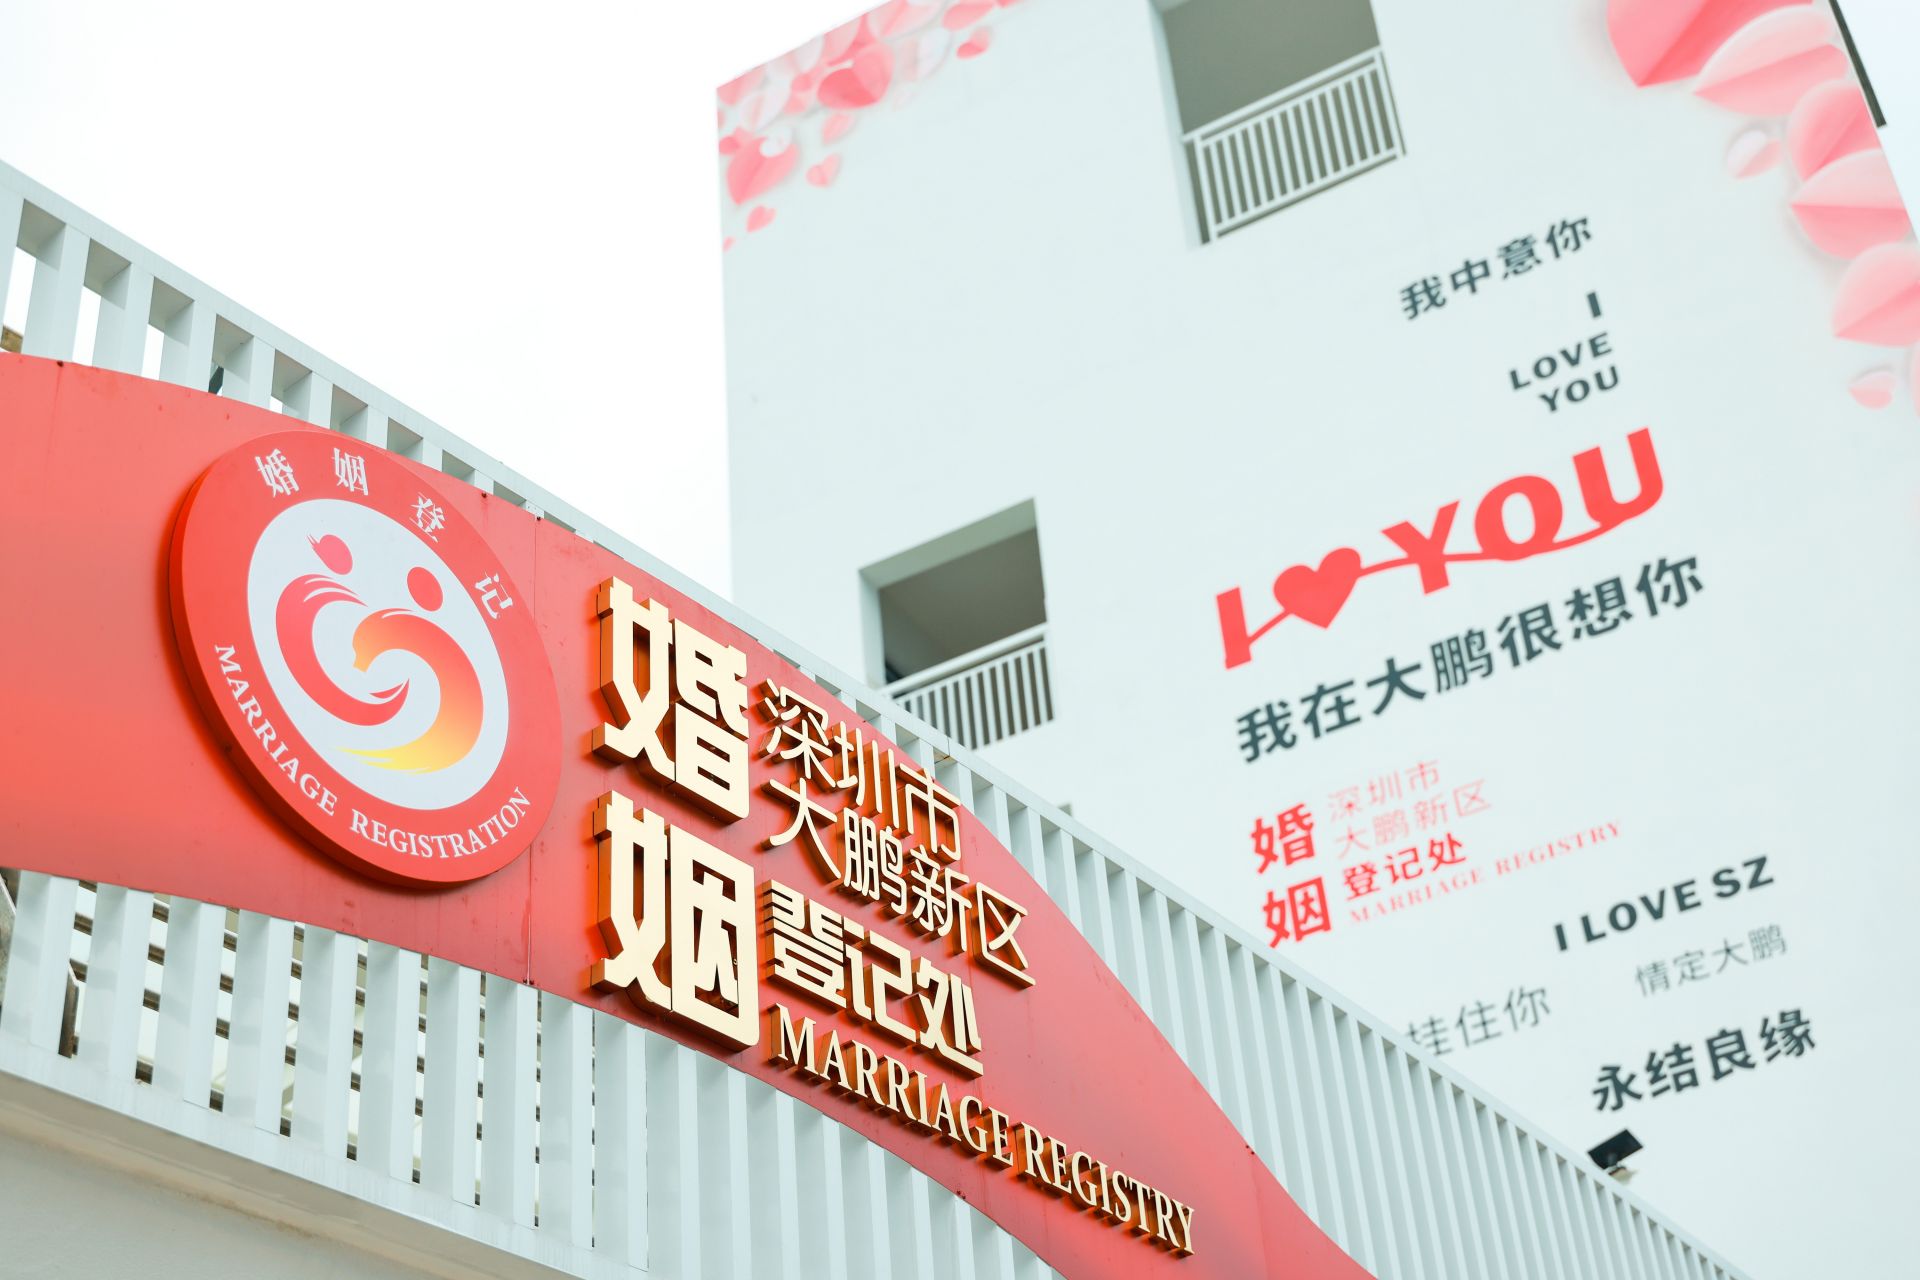 婚姻登记
MARRIAGE REGISTRATION
婚姻
深圳市
大鹏新区
登记处
MARRIAGE REGISTRY
我中意你
I
LOVE
YOU
I YOU
我在大鹏很想你
婚姻
深圳市
大鹏新区
登记处
MARRIAGE REGISTRY
I LOVE SZ
情定大鹏
挂住你
永结良缘